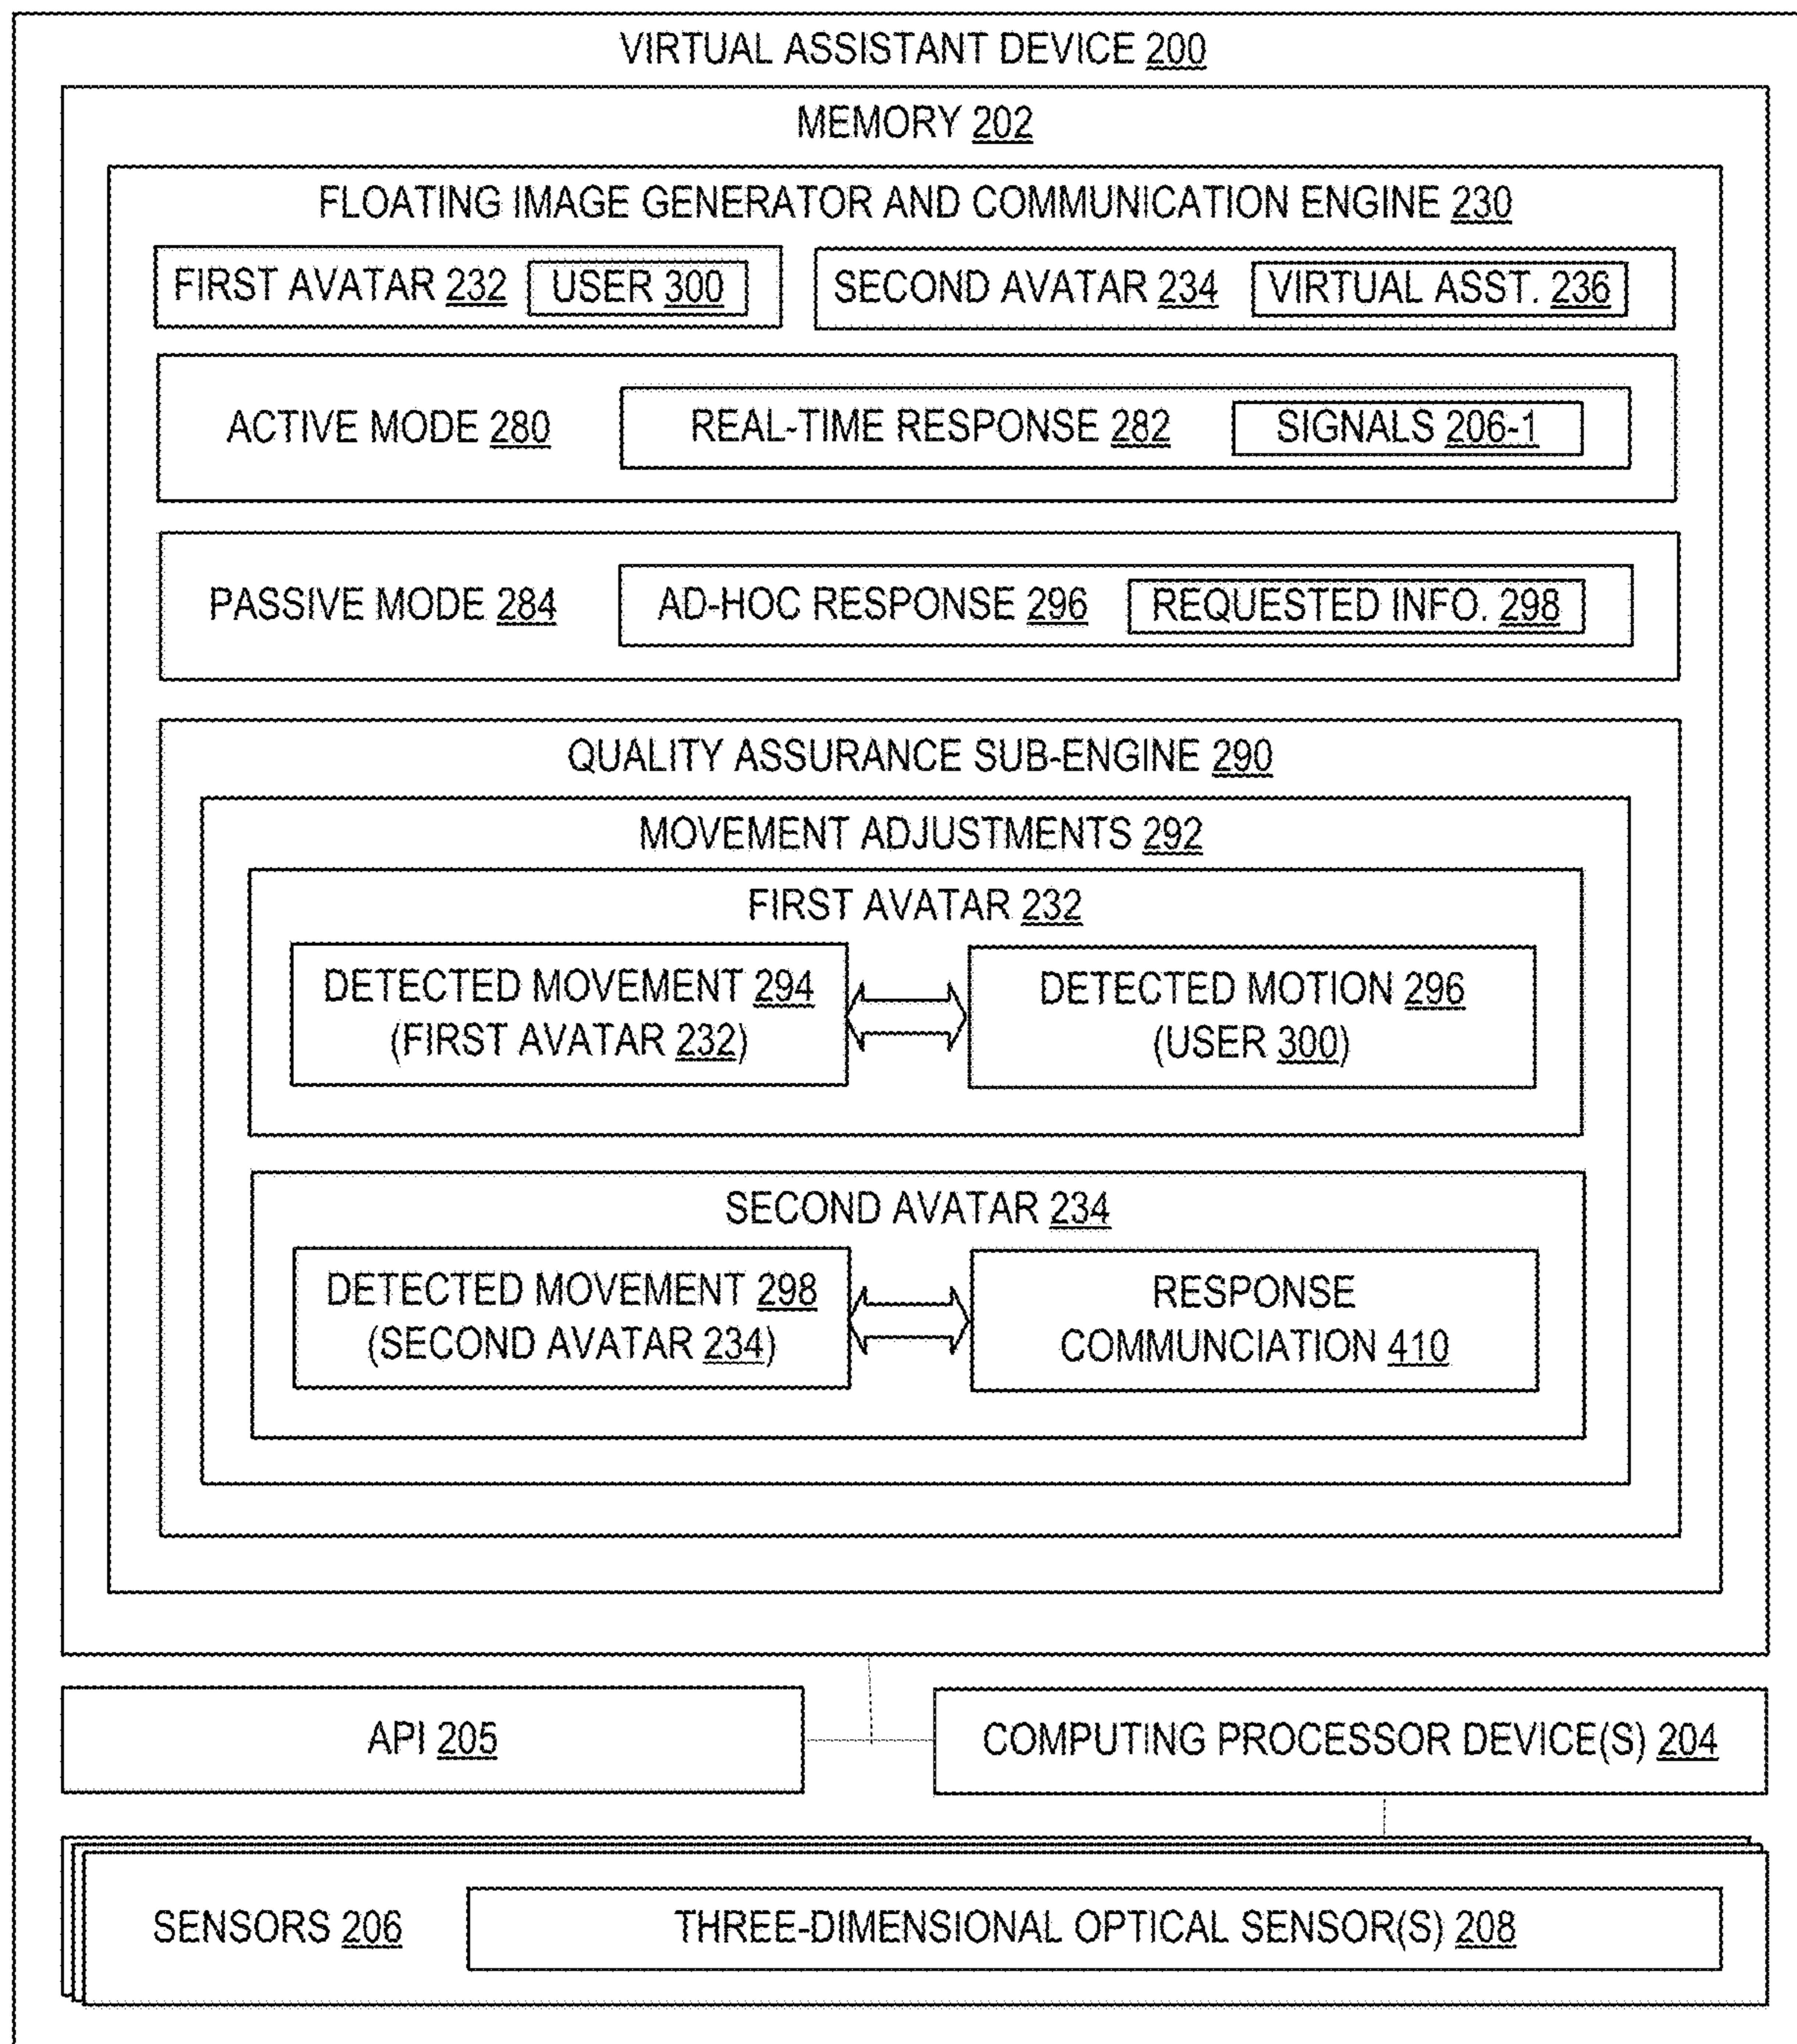 VIRTUAL ASSISTANT DEVICE 200
MEMORY 202
FLOATING IMAGE GENERATOR AND COMMUNICATION ENGINE 230
FIRST AVATAR 232 USER 300
SECOND AVATAR 234 VIRTUAL ASST. 236
ACTIVE MODE 280 REAL-TIME RESPONSE 282 SIGNALS 206-1
PASSIVE MODE 284 AD-HOC RESPONSE 296 REQUESTED INFO. 298
QUALITY ASSURANCE SUB-ENGINE 290
MOVEMENT ADJUSTMENTS 292
FIRST AVATAR 232
DETECTED MOVEMENT 294
(FIRST AVATAR 232)
DETECTED MOTION 296
(USER 300)
SECOND AVATAR 234
DETECTED MOVEMENT 298
(SECOND AVATAR 234)
RESPONSE
COMMUNCIATION 410
API 205
COMPUTING PROCESSOR DEVICE(S) 204
SENSORS 206
THREE-DIMENSIONAL OPTICAL SENSOR(S) 208